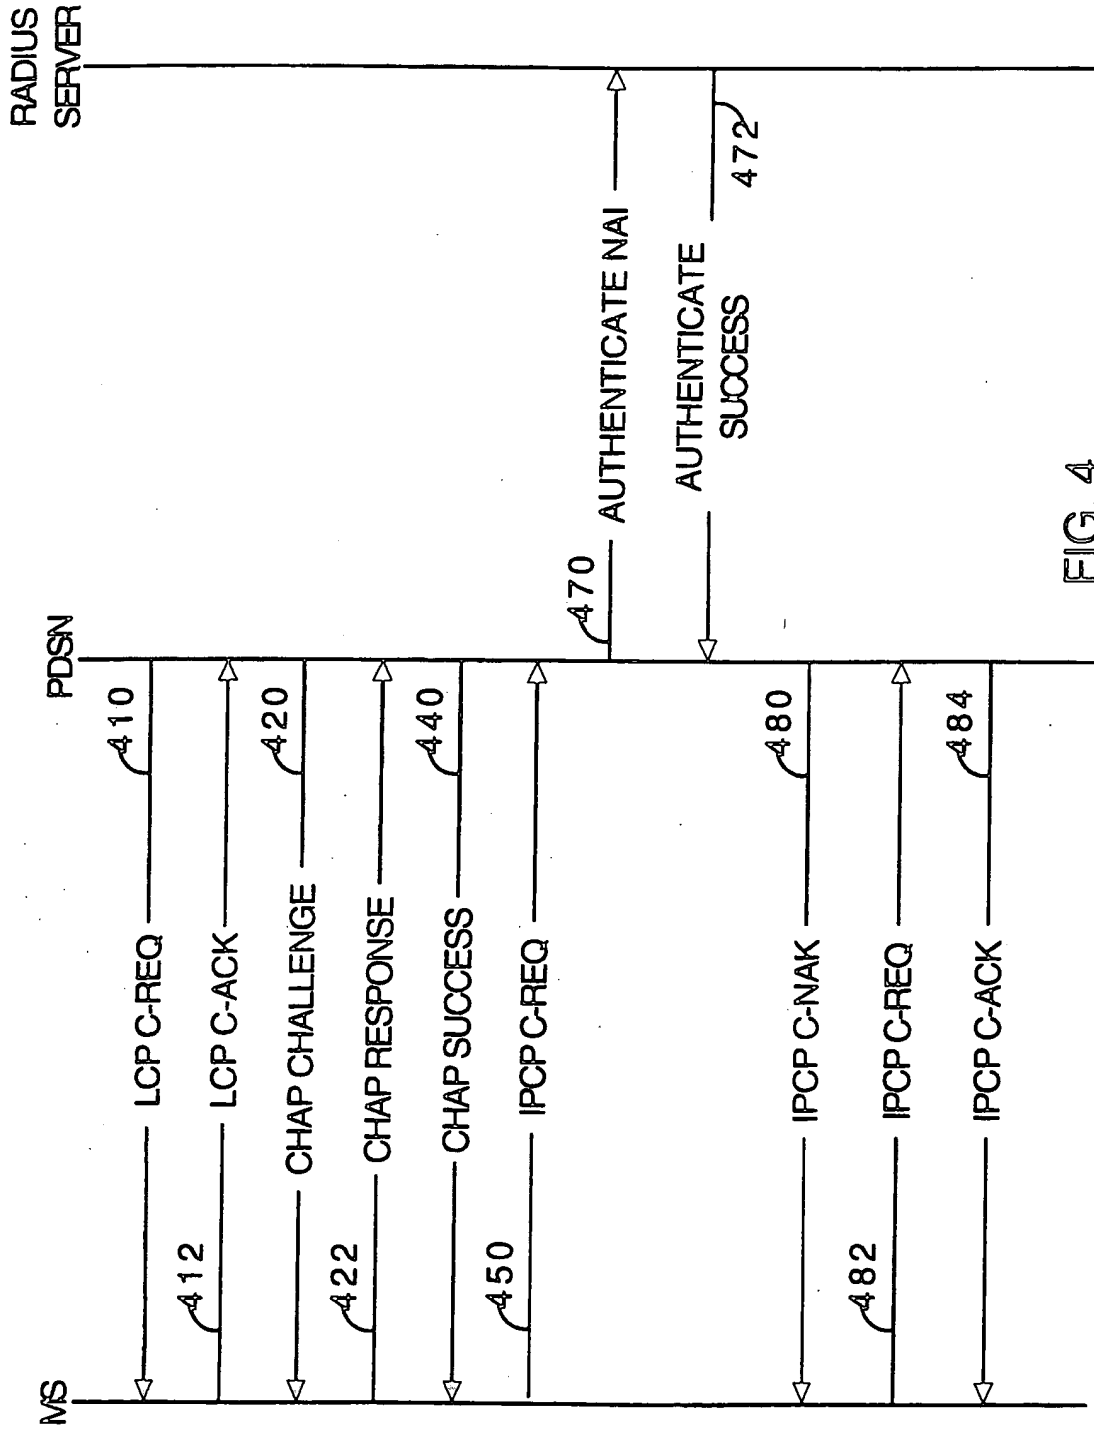 MS
PDSN
RADIUS
SERVER
410
LCP C-REQ
412
LCP C-ACK
420
CHAP CHALLENGE
422
CHAP RESPONSE
440
CHAP SUCCESS
450
IPCP C-REQ
470
AUTHENTICATE NAI
AUTHENTICATE
SUCCESS
472
480
IPCP C-NAK
482
IPCP C-REQ
484
IPCP C-ACK
FIG. 4